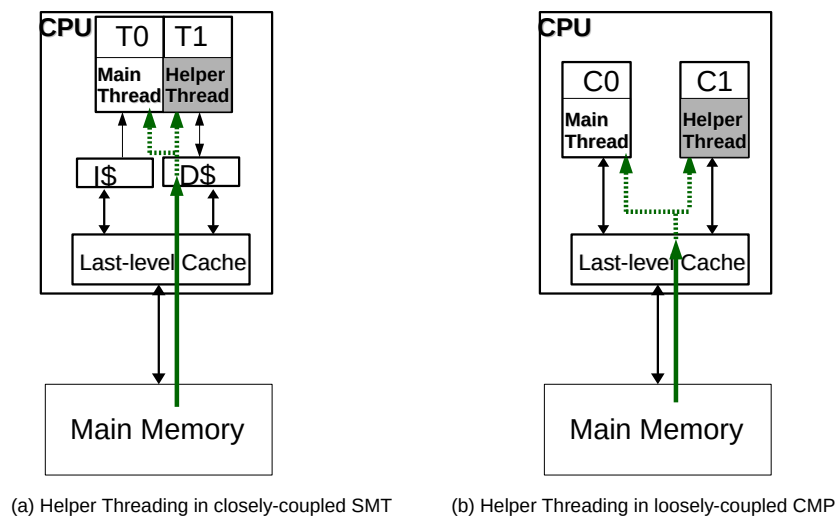 CPU
T0 T1
Main
Thread
Helper
Thread
I$
D$
Last-level Cache
Main Memory
(a) Helper Threading in closely-coupled SMT
CPU
C0
Main
Thread
C1
Helper
Thread
Last-level Cache
Main Memory
(b) Helper Threading in loosely-coupled CMP